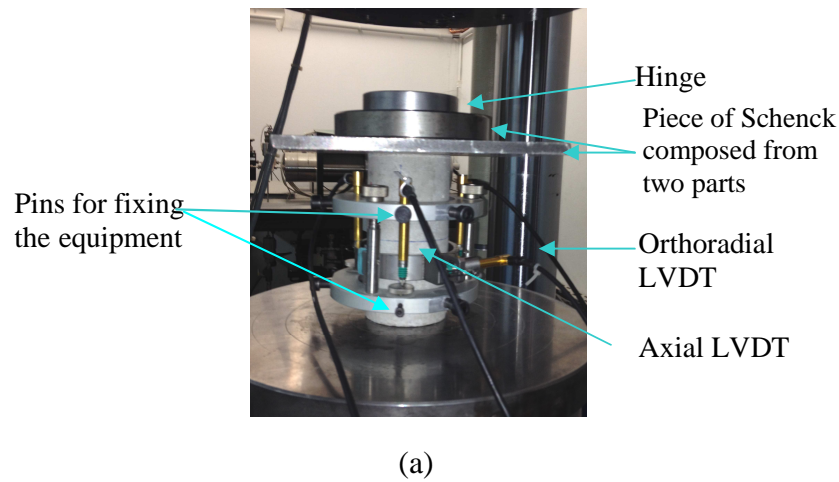 Hinge
Piece of Schenck
composed from
two parts
Pins for fixing
the equipment
Orthoradial
LVDT
Axial LVDT
(a)